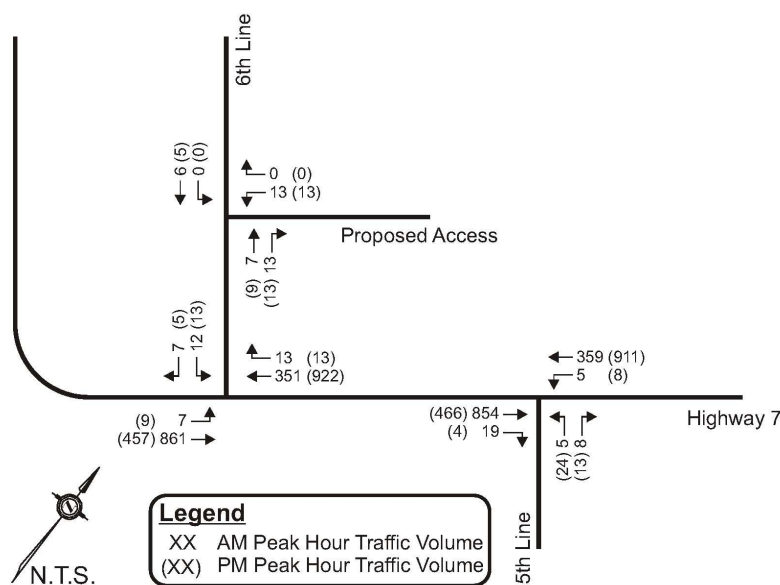 6th Line
6 (5)
0 (0)
0 (0)
13 (13)
Proposed Access
(9) 7
(13) 13
7 (5)
12 (13)
13 (13)
351 (922)
359 (911)
5 (8)
(9) 7
(457) 861
(466) 854
(4) 19
Highway 7
(24) 5
(13) 8
5th Line
N.T.S.
Legend
XX AM Peak Hour Traffic Volume
(XX) PM Peak Hour Traffic Volume